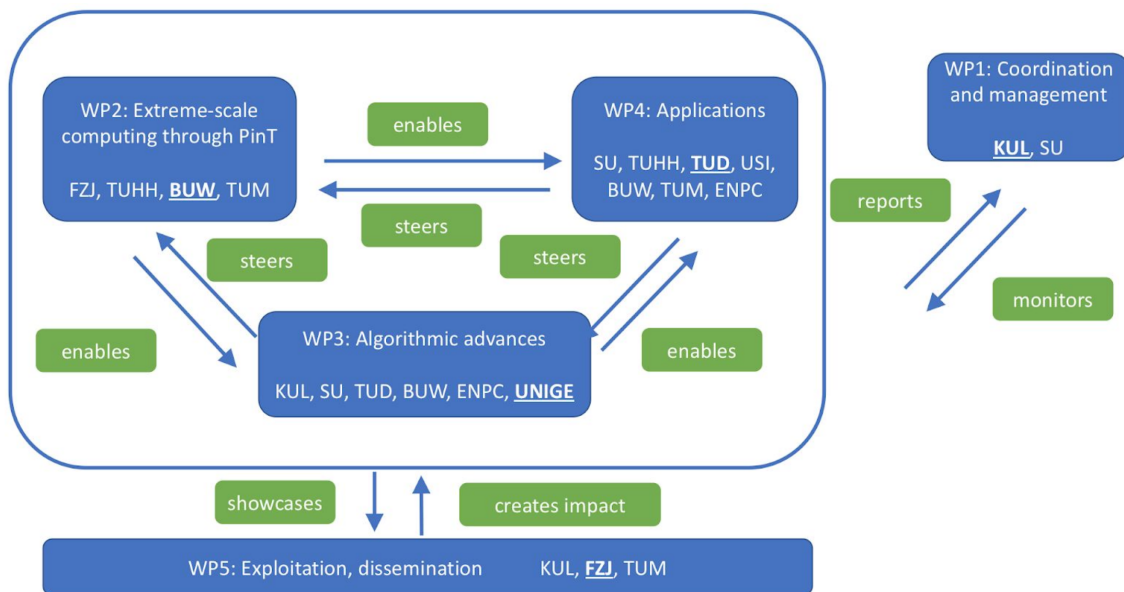 WP2: Extreme-scale
computing through PinT
FZJ, TUHH, BUW, TUM
enables
steers
WP4: Applications
SU, TUHH, TUD, USI,
BUW, TUM, ENPC
WP1: Coordination
and management
KUL, SU
reports
monitors
steers
steers
enables
enables
WP3: Algorithmic advances
KUL, SU, TUD, BUW, ENPC, UNIGE
showcases
creates impact
WP5: Exploitation, dissemination KUL, FZJ, TUM